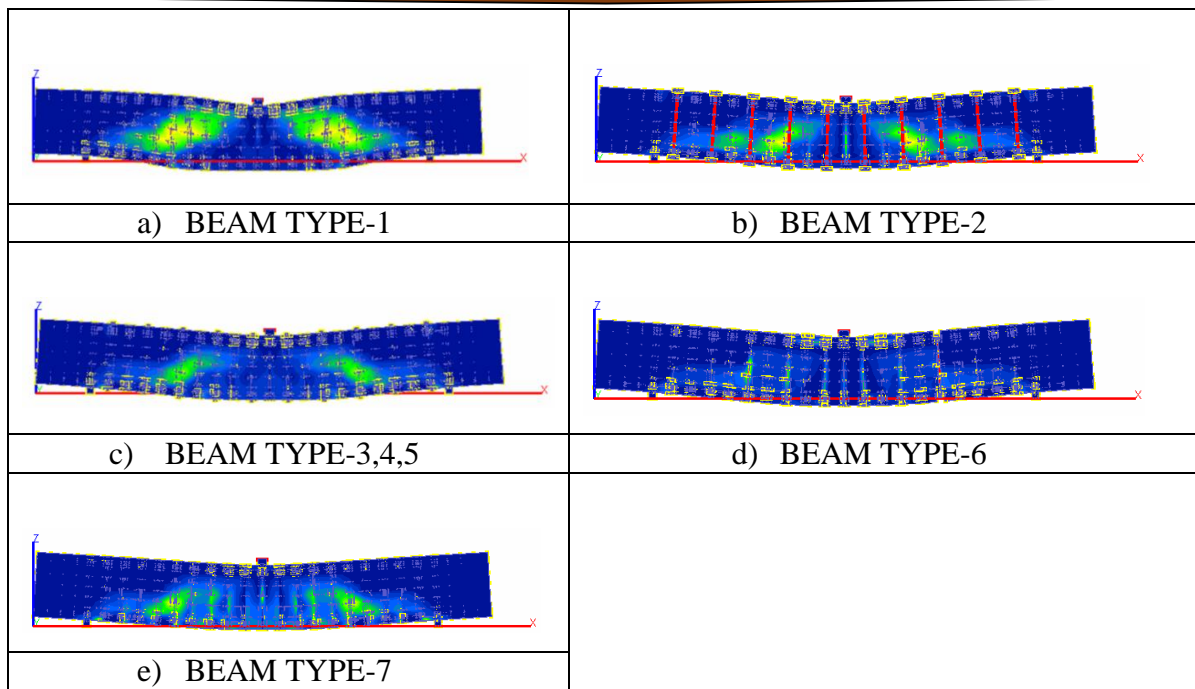 Z
X
Z
X
a) BEAM TYPE-1
b) BEAM TYPE-2
Z
X
Z
X
c) BEAM TYPE-3,4,5
d) BEAM TYPE-6
Z
X
e) BEAM TYPE-7